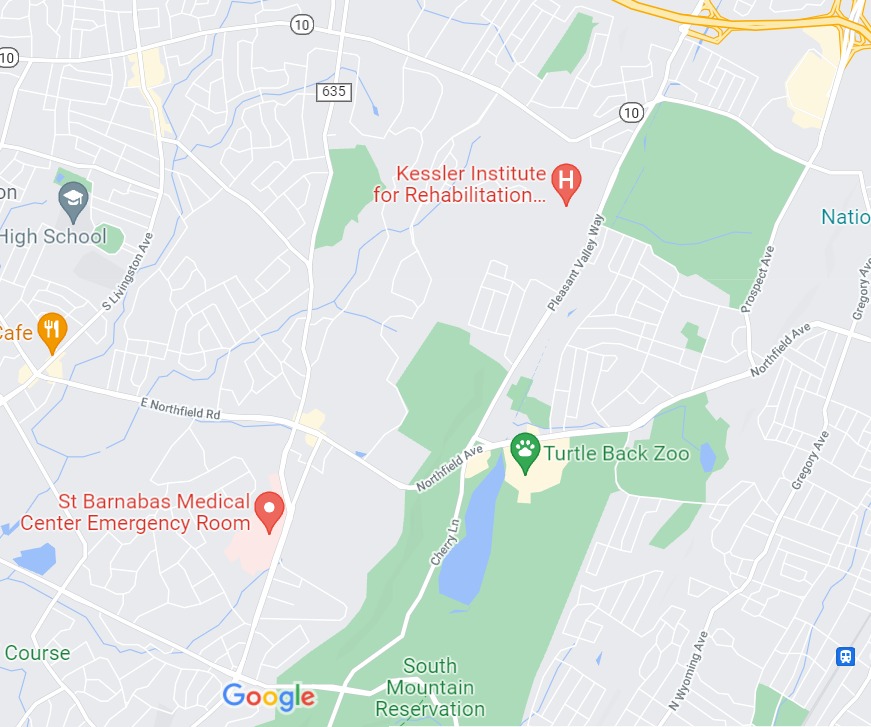 10
10
635
10
Kessler Institute
for Rehabilitation...
on
High School
S Livingston Ave
Pleasant Valley Way
Natio
Prospect Ave
Gregory Ave
Cafe
Northfield Ave
E Northfield Rd
Northfield Ave
Turtle Back Zoo
Gregory Ave
St Barnabas Medical
Center Emergency Room
Cherry Ln
Course
South
Mountain
Reservation
N Wyoming Ave
Google
H